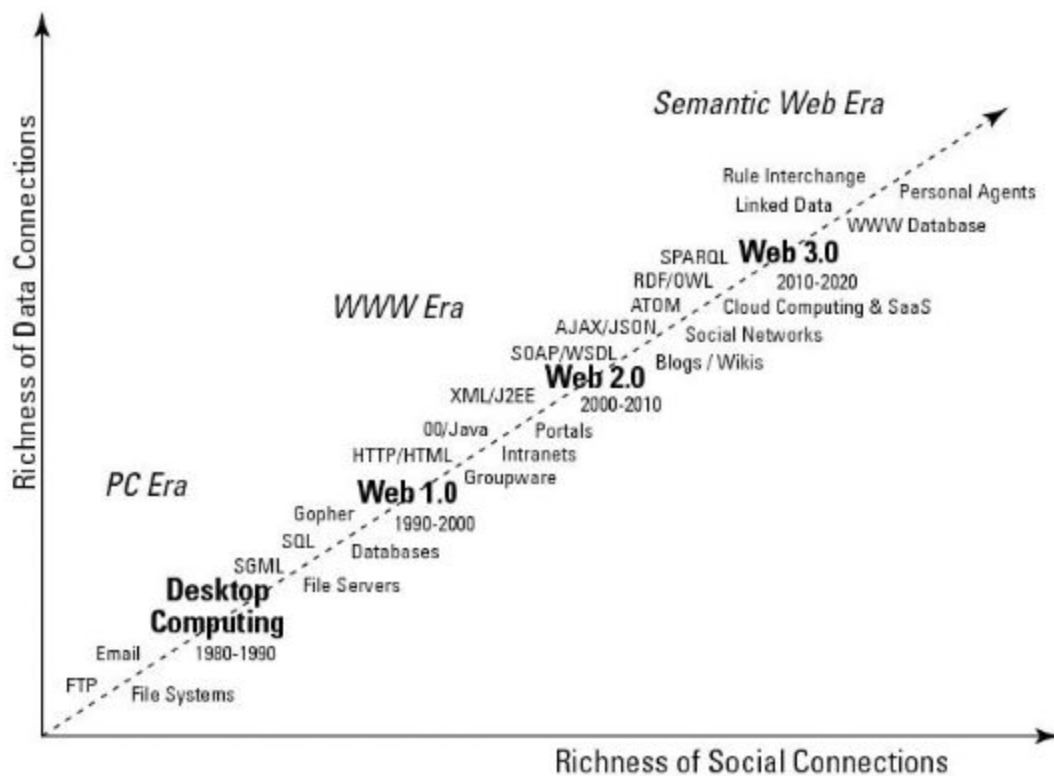 Semantic Web Era
Rule Interchange
Personal Agents
Linked Data
WWW Database
SPARQL
Web 3.0
RDF/OWL
2010-2020
WWW Era
ATOM
Cloud Computing & SaaS
AJAX/JSON
Social Networks
SOAP/WSDL
Blogs / Wikis
Web 2.0
XML/J2EE
2000-2010
OO/Java
Portals
HTTP/HTML
Intranets
Groupware
PC Era
Web 1.0
Gopher
1990-2000
SQL
Databases
SGML
File Servers
Desktop
Computing
Email
1980-1990
FTP
File Systems
Richness of Data Connections
Richness of Social Connections